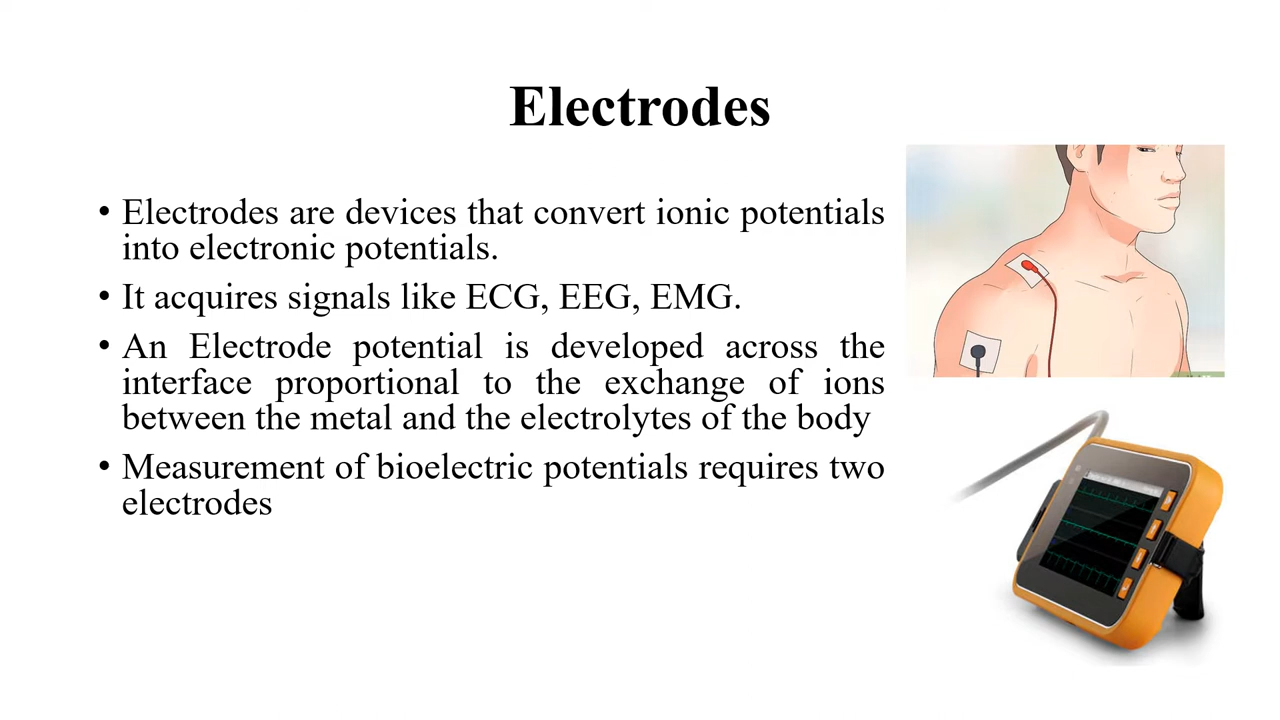 Electrodes
• Electrodes are devices that convert ionic potentials
into electronic potentials.
• It acquires signals like ECG, EEG, EMG.
• An Electrode potential is developed across the
interface proportional to the exchange of ions
between the metal and the electrolytes of the body
• Measurement of bioelectric potentials requires two
electrodes